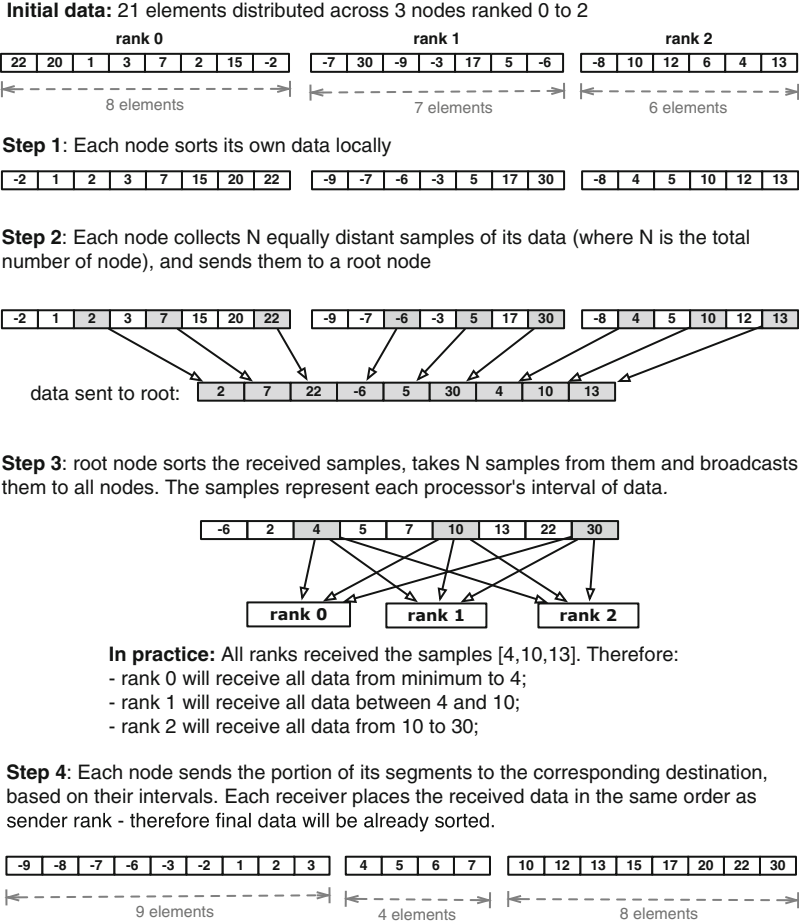 Initial data: 21 elements distributed across 3 nodes ranked 0 to 2
rank 0 rank 1 rank 2
22 20 1 3 7 2 15 -2 -7 30 -9 -3 17 5 -6 -8 10 12 6 4 13
8 elements 7 elements 6 elements
Step 1: Each node sorts its own data locally
-2 1 2 3 7 15 20 22 -9 -7 -6 -3 5 17 30 -8 4 5 10 12 13
Step 2: Each node collects N equally distant samples of its data (where N is the total
number of node), and sends them to a root node
-2 1 2 3 7 15 20 22 -9 -7 -6 -3 5 17 30 -8 4 5 10 12 13
data sent to root: 2 7 22 -6 5 30 4 10 13
Step 3: root node sorts the received samples, takes N samples from them and broadcasts
them to all nodes. The samples represent each processor's interval of data.
-6 2 4 5 7 10 13 22 30
rank 0 rank 1 rank 2
In practice: All ranks received the samples [4,10,13]. Therefore:
- rank 0 will receive all data from minimum to 4;
- rank 1 will receive all data between 4 and 10;
- rank 2 will receive all data from 10 to 30;
Step 4: Each node sends the portion of its segments to the corresponding destination,
based on their intervals. Each receiver places the received data in the same order as
sender rank - therefore final data will be already sorted.
-9 -8 -7 -6 -3 -2 1 2 3 4 5 6 7 10 12 13 15 17 20 22 30
9 elements 4 elements 8 elements